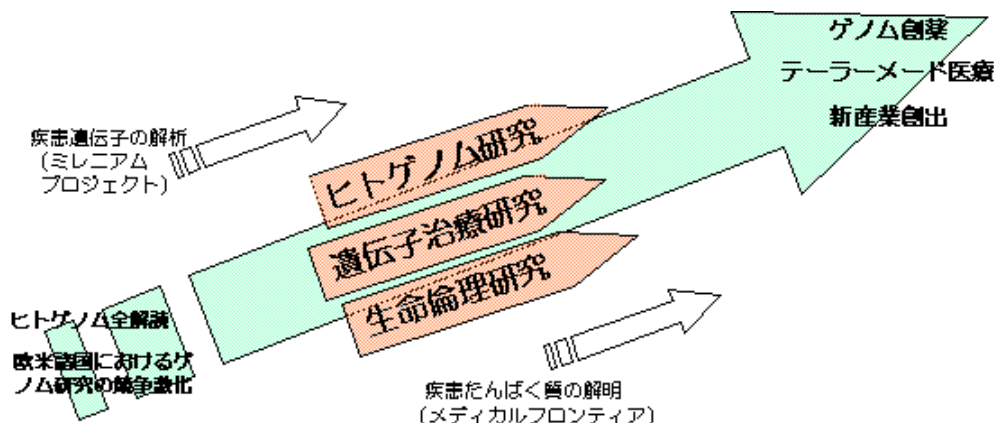 ゲノム創薬
テーラーメード医療
新産業創出
疾患遺伝子の解析
(ミレニアム
プロジェクト)
ヒトゲノム研究
遺伝子治療研究
生命倫理研究
ヒトゲノム全解読
欧米諸国におけるゲ
ノム研究の競争激化
疾患たんぱく質の解明
(メディカルフロンティア)